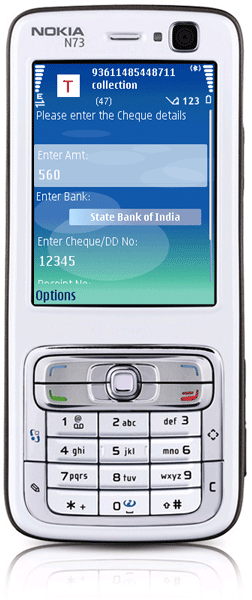 NOKIA
N73
93611485448711
T collection
(47) 123
Please enter the Cheque details
Enter Amt:
560
Enter Bank:
State Bank of India
Enter Cheque/DD No:
12345
Receipt No:
Options
1 2 abc def 3
4 ghi 5 jkl mno 6
7 pqrs 8 tuv wxyz 9
* + 0 ⇧ #
C